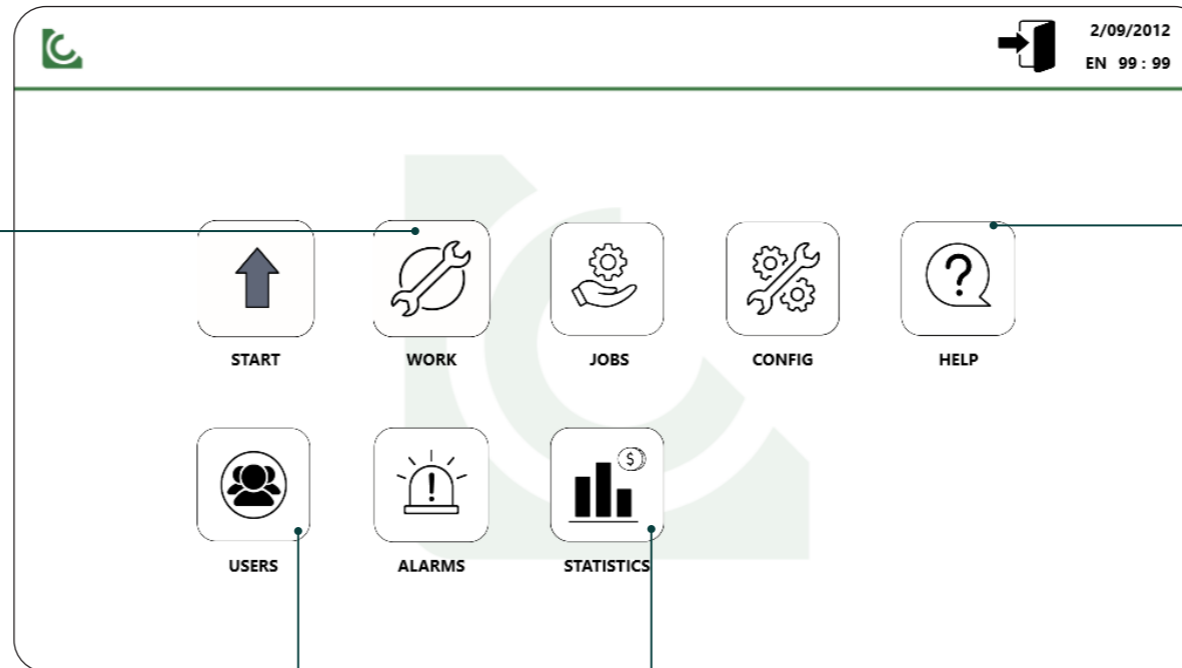 2/09/2012
EN 99 : 99
START WORK JOBS CONFIG HELP
USERS ALARMS STATISTICS